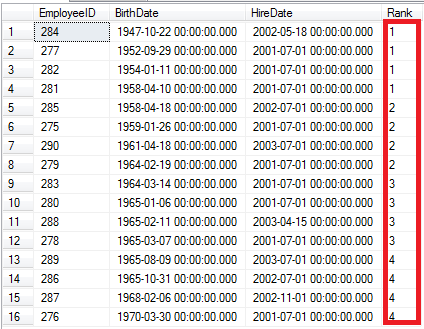 EmployeeID BirthDate HireDate Rank
1 284 1947-10-22 00:00:00.000 2002-05-18 00:00:00.000 1
2 277 1952-09-29 00:00:00.000 2001-07-01 00:00:00.000 1
3 282 1954-01-11 00:00:00.000 2001-07-01 00:00:00.000 1
4 281 1958-04-10 00:00:00.000 2001-07-01 00:00:00.000 1
5 285 1959-04-18 00:00:00.000 2002-07-01 00:00:00.000 2
6 275 1959-01-26 00:00:00.000 2001-07-01 00:00:00.000 2
7 290 1961-04-18 00:00:00.000 2003-07-01 00:00:00.000 2
8 279 1964-02-19 00:00:00.000 2001-07-01 00:00:00.000 2
9 283 1964-03-14 00:00:00.000 2001-07-01 00:00:00.000 3
10 280 1965-01-06 00:00:00.000 2001-07-01 00:00:00.000 3
11 288 1965-02-11 00:00:00.000 2003-04-15 00:00:00.000 3
12 278 1965-03-07 00:00:00.000 2001-07-01 00:00:00.000 3
13 289 1965-08-09 00:00:00.000 2003-07-01 00:00:00.000 4
14 286 1965-10-31 00:00:00.000 2002-07-01 00:00:00.000 4
15 287 1968-02-06 00:00:00.000 2002-11-01 00:00:00.000 4
16 276 1970-03-30 00:00:00.000 2001-07-01 00:00:00.000 4